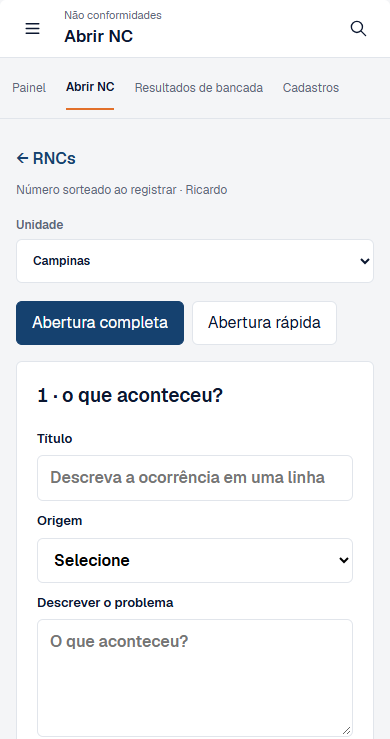 Não conformidades
Abrir NC
Painel Abrir NC Resultados de bancada Cadastros
← RNCs
Número sorteado ao registrar · Ricardo
Unidade
Campinas
Abertura completa Abertura rápida
1 · o que aconteceu?
Título
Descreva a ocorrência em uma linha
Origem
Selecione
Descrever o problema
O que aconteceu?